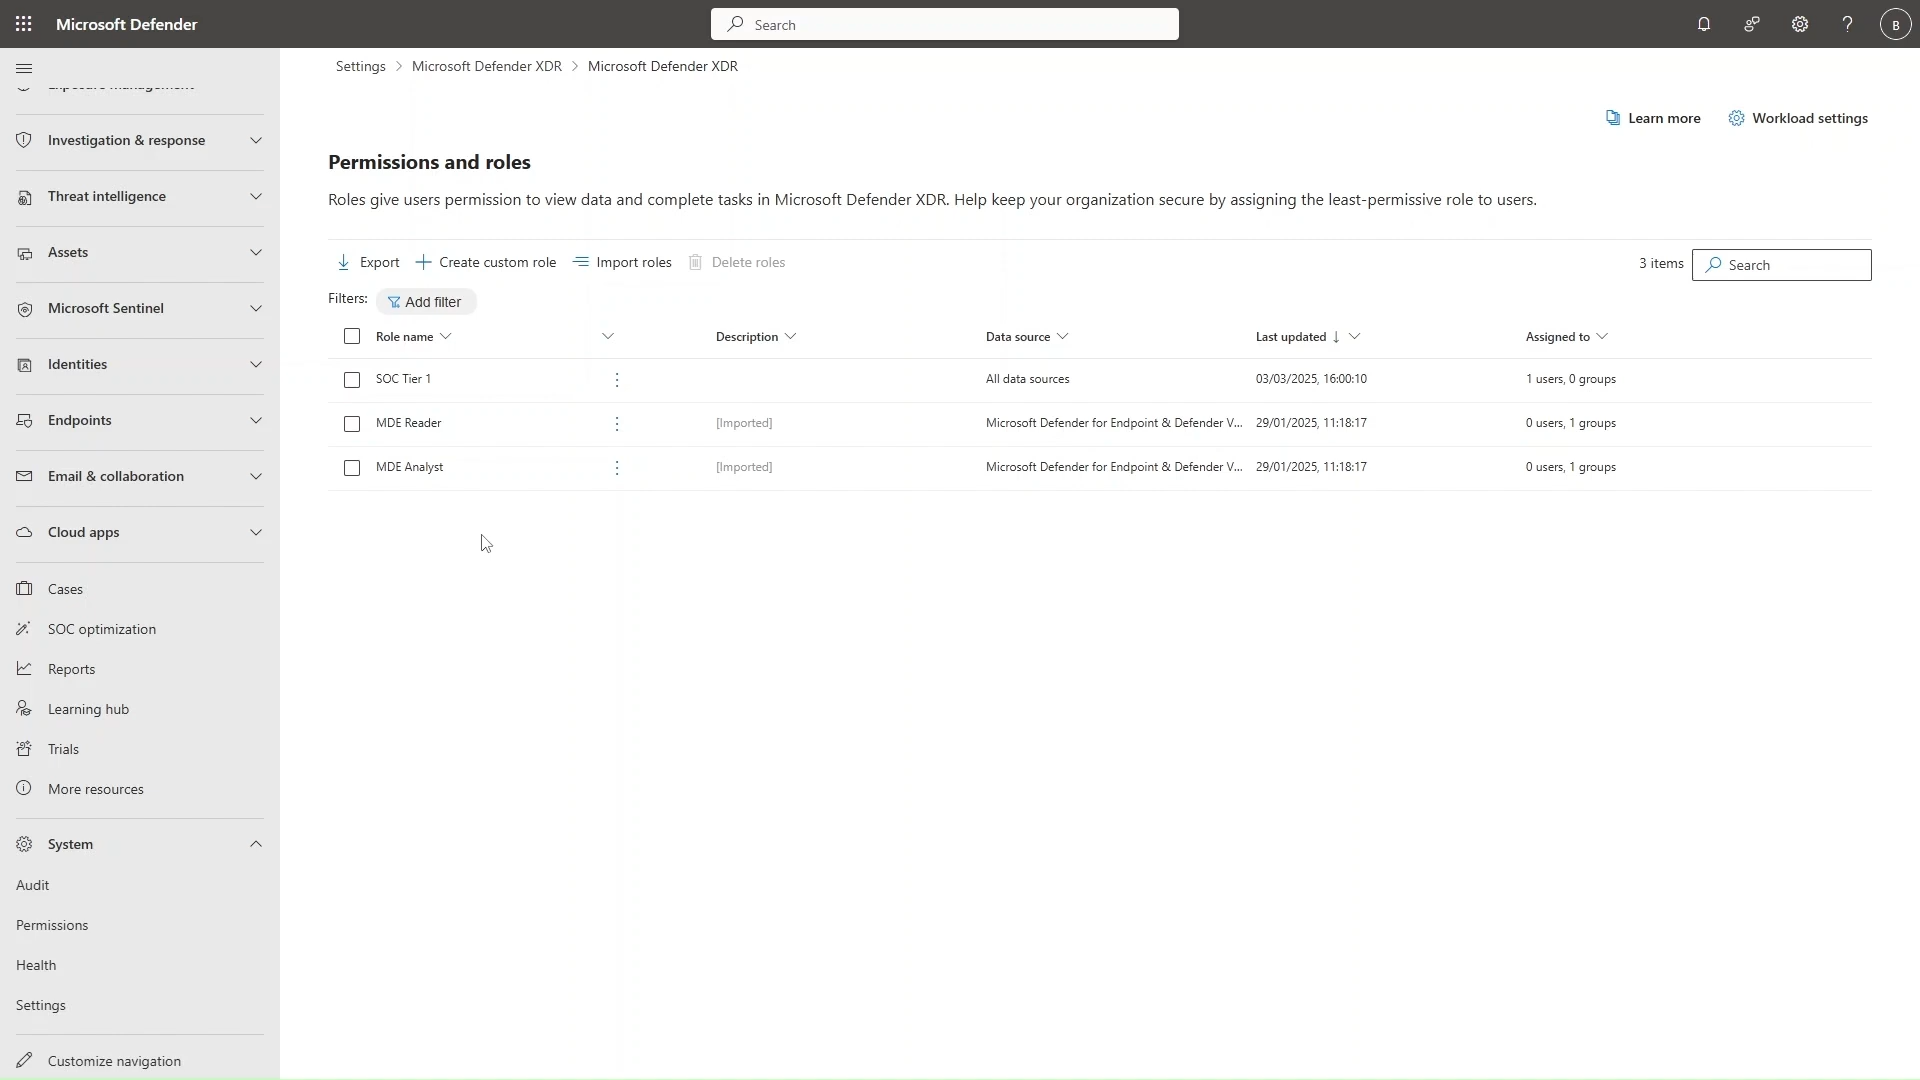 Microsoft Defender
Search
B
Settings > Microsoft Defender XDR > Microsoft Defender XDR
Exposure management
Investigation & response
Threat intelligence
Assets
Microsoft Sentinel
Identities
Endpoints
Email & collaboration
Cloud apps
Cases
SOC optimization
Reports
Learning hub
Trials
More resources
System
Audit
Permissions
Health
Settings
Customize navigation
Learn more
Workload settings
Permissions and roles
Roles give users permission to view data and complete tasks in Microsoft Defender XDR. Help keep your organization secure by assigning the least-permissive role to users.
Export Create custom role Import roles Delete roles 3 items Search
Filters: Add filter
Role name Description Data source Last updated ↓ Assigned to
SOC Tier 1 All data sources 03/03/2025, 16:00:10 1 users, 0 groups
MDE Reader [Imported] Microsoft Defender for Endpoint & Defender V... 29/01/2025, 11:18:17 0 users, 1 groups
MDE Analyst [Imported] Microsoft Defender for Endpoint & Defender V... 29/01/2025, 11:18:17 0 users, 1 groups